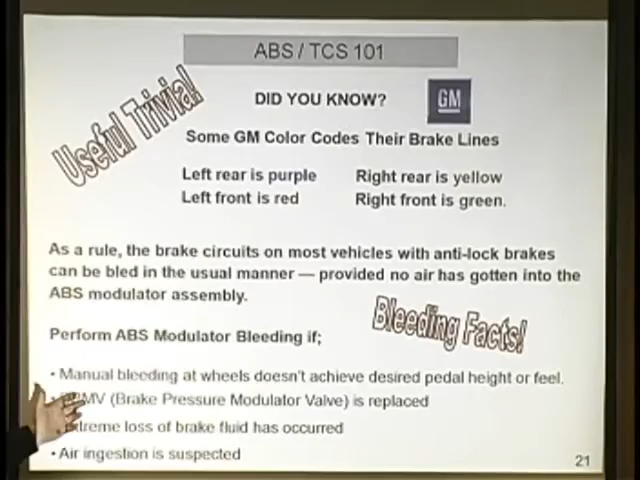 ABS / TCS 101
Useful Trivia!
DID YOU KNOW?
GM
Some GM Color Codes Their Brake Lines
Left rear is purple Right rear is yellow
Left front is red Right front is green.
As a rule, the brake circuits on most vehicles with anti-lock brakes
can be bled in the usual manner — provided no air has gotten into the
ABS modulator assembly.
Bleeding Facts!
Perform ABS Modulator Bleeding if;
• Manual bleeding at wheels doesn't achieve desired pedal height or feel.
(Brake Pressure Modulator Valve) is replaced
loss of brake fluid has occurred
• Air ingestion is suspected
21